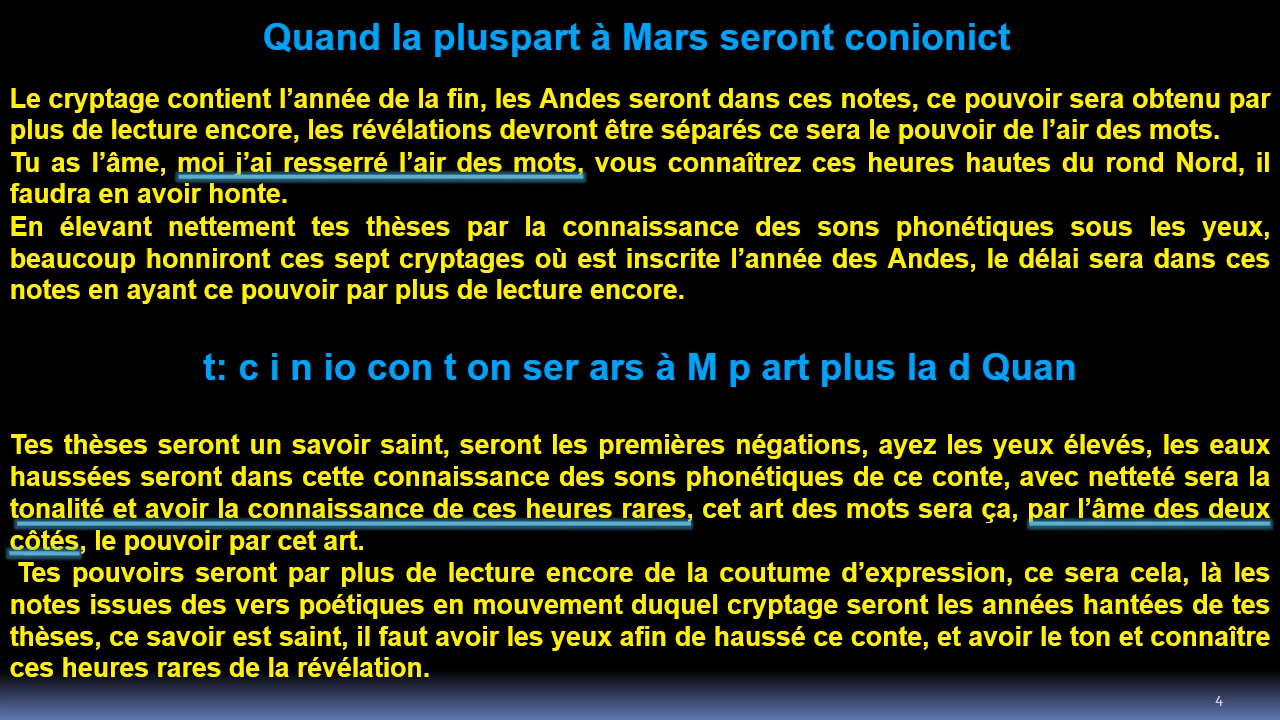 Quand la pluspart à Mars seront conionict
Le cryptage contient l’année de la fin, les Andes seront dans ces notes, ce pouvoir sera obtenu par
plus de lecture encore, les révélations devront être séparés ce sera le pouvoir de l’air des mots.
Tu as l’âme, moi j’ai resserré l’air des mots, vous connaîtrez ces heures hautes du rond Nord, il
faudra en avoir honte.
En élevant nettement tes thèses par la connaissance des sons phonétiques sous les yeux,
beaucoup honniront ces sept cryptages où est inscrite l’année des Andes, le délai sera dans ces
notes en ayant ce pouvoir par plus de lecture encore.
t: c i n io con t on ser ars à M p art plus la d Quan
Tes thèses seront un savoir saint, seront les premières négations, ayez les yeux élevés, les eaux
haussées seront dans cette connaissance des sons phonétiques de ce conte, avec netteté sera la
tonalité et avoir la connaissance de ces heures rares, cet art des mots sera ça, par l’âme des deux
côtés, le pouvoir par cet art.
Tes pouvoirs seront par plus de lecture encore de la coutume d’expression, ce sera cela, là les
notes issues des vers poétiques en mouvement duquel cryptage seront les années hantées de tes
thèses, ce savoir est saint, il faut avoir les yeux afin de haussé ce conte, et avoir le ton et connaître
ces heures rares de la révélation.
4